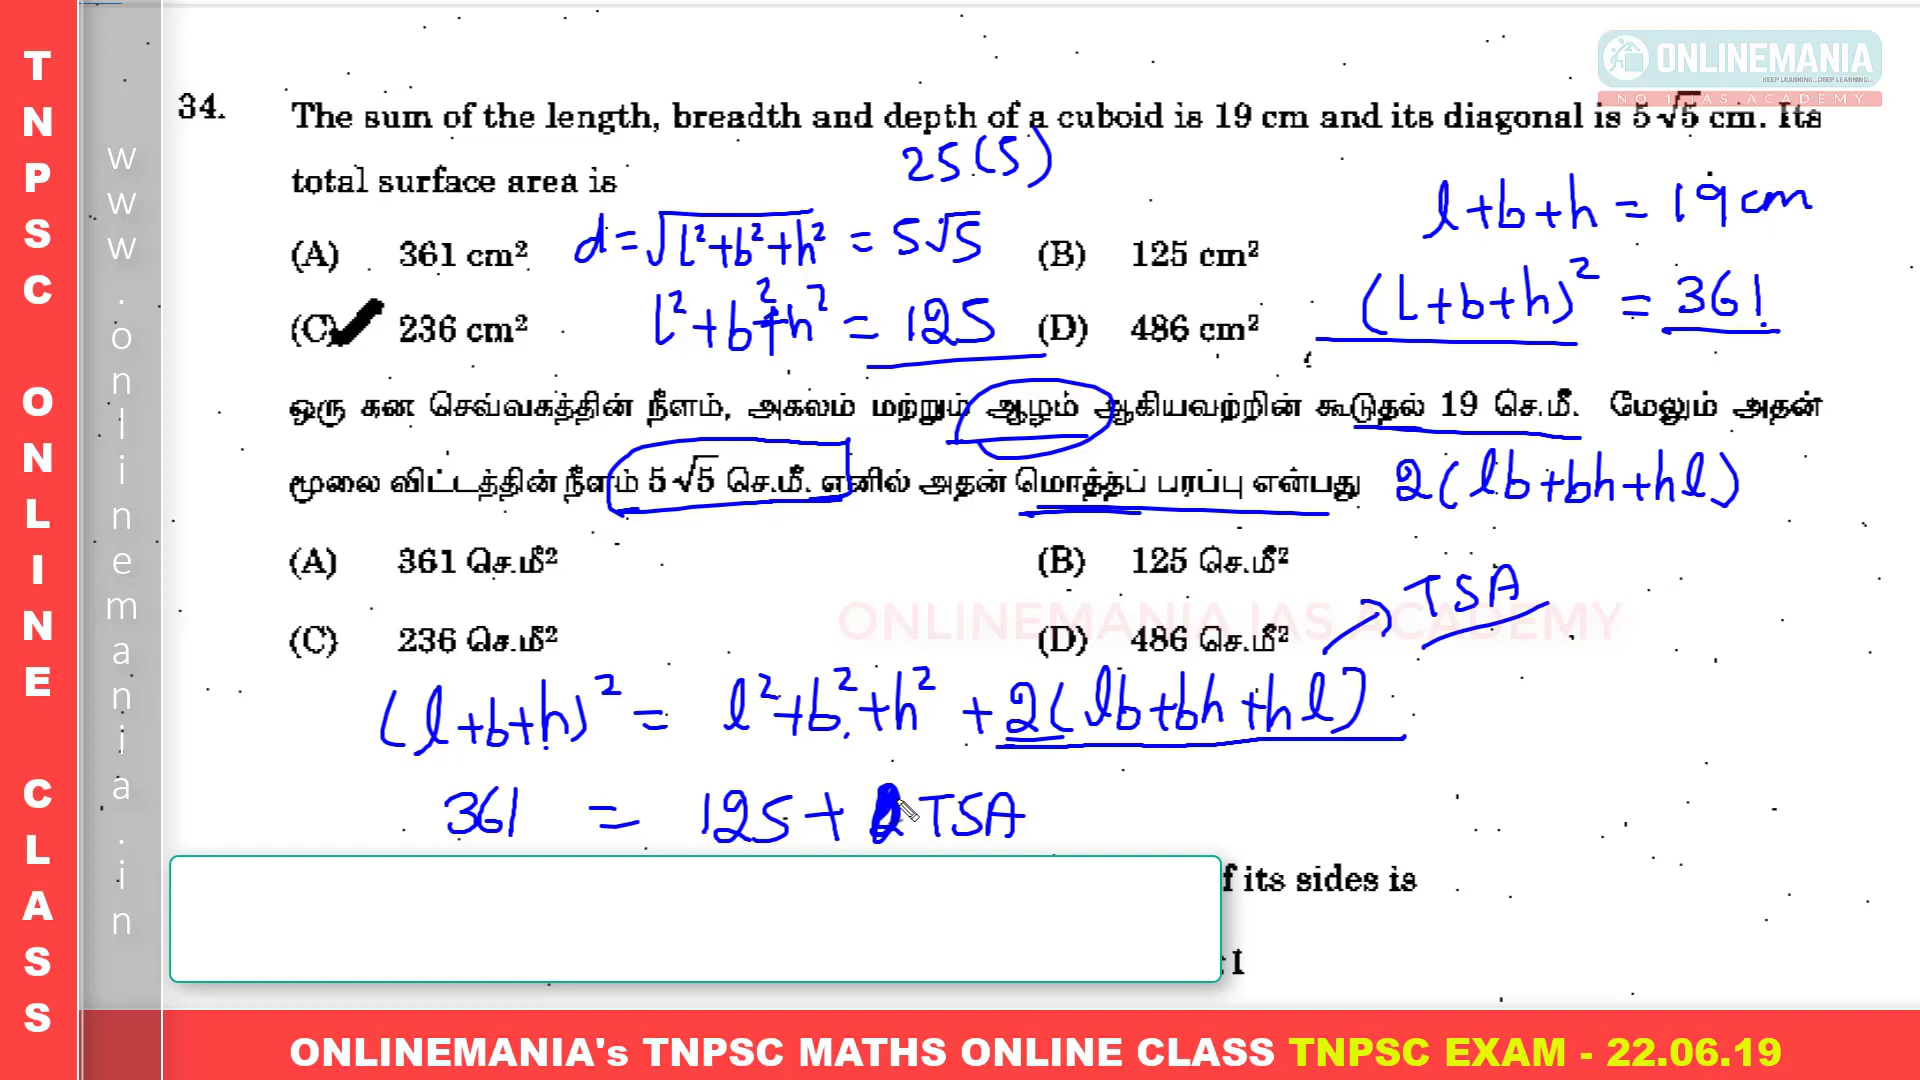 TNPSC ONLINE CLASS
www.onlinemania.in
ONLINEMANIA
KEEP LEARNING...DEEP LEARNING...
NO 1 IAS ACADEMY
34. The sum of the length, breadth and depth of a cuboid is 19 cm and its diagonal is 5√5 cm. Its
total surface area is
25(5)
l+b+h = 19cm
(A) 361 cm² (B) 125 cm²
d=√l²+b²+h² = 5√5
(l+b+h)² = 361
(C) 236 cm² (D) 486 cm²
l²+b²+h² = 125
ஒரு கன செவ்வகத்தின் நீளம், அகலம் மற்றும் ஆழம் ஆகியவற்றின் கூடுதல் 19 செ.மீ. மேலும் அதன்
மூலை விட்டத்தின் நீளம் 5√5 செ.மீ. எனில் அதன் மொத்தப் பரப்பு என்பது
2(lb+bh+hl)
(A) 361 செ.மீ² (B) 125 செ.மீ²
TSA
ONLINEMANIA IAS ACADEMY
(C) 236 செ.மீ² (D) 486 செ.மீ²
(l+b+h)² = l²+b²+h² + 2(lb+bh+hl)
361 = 125 + TSA
f its sides is
ONLINEMANIA's TNPSC MATHS ONLINE CLASS TNPSC EXAM - 22.06.19